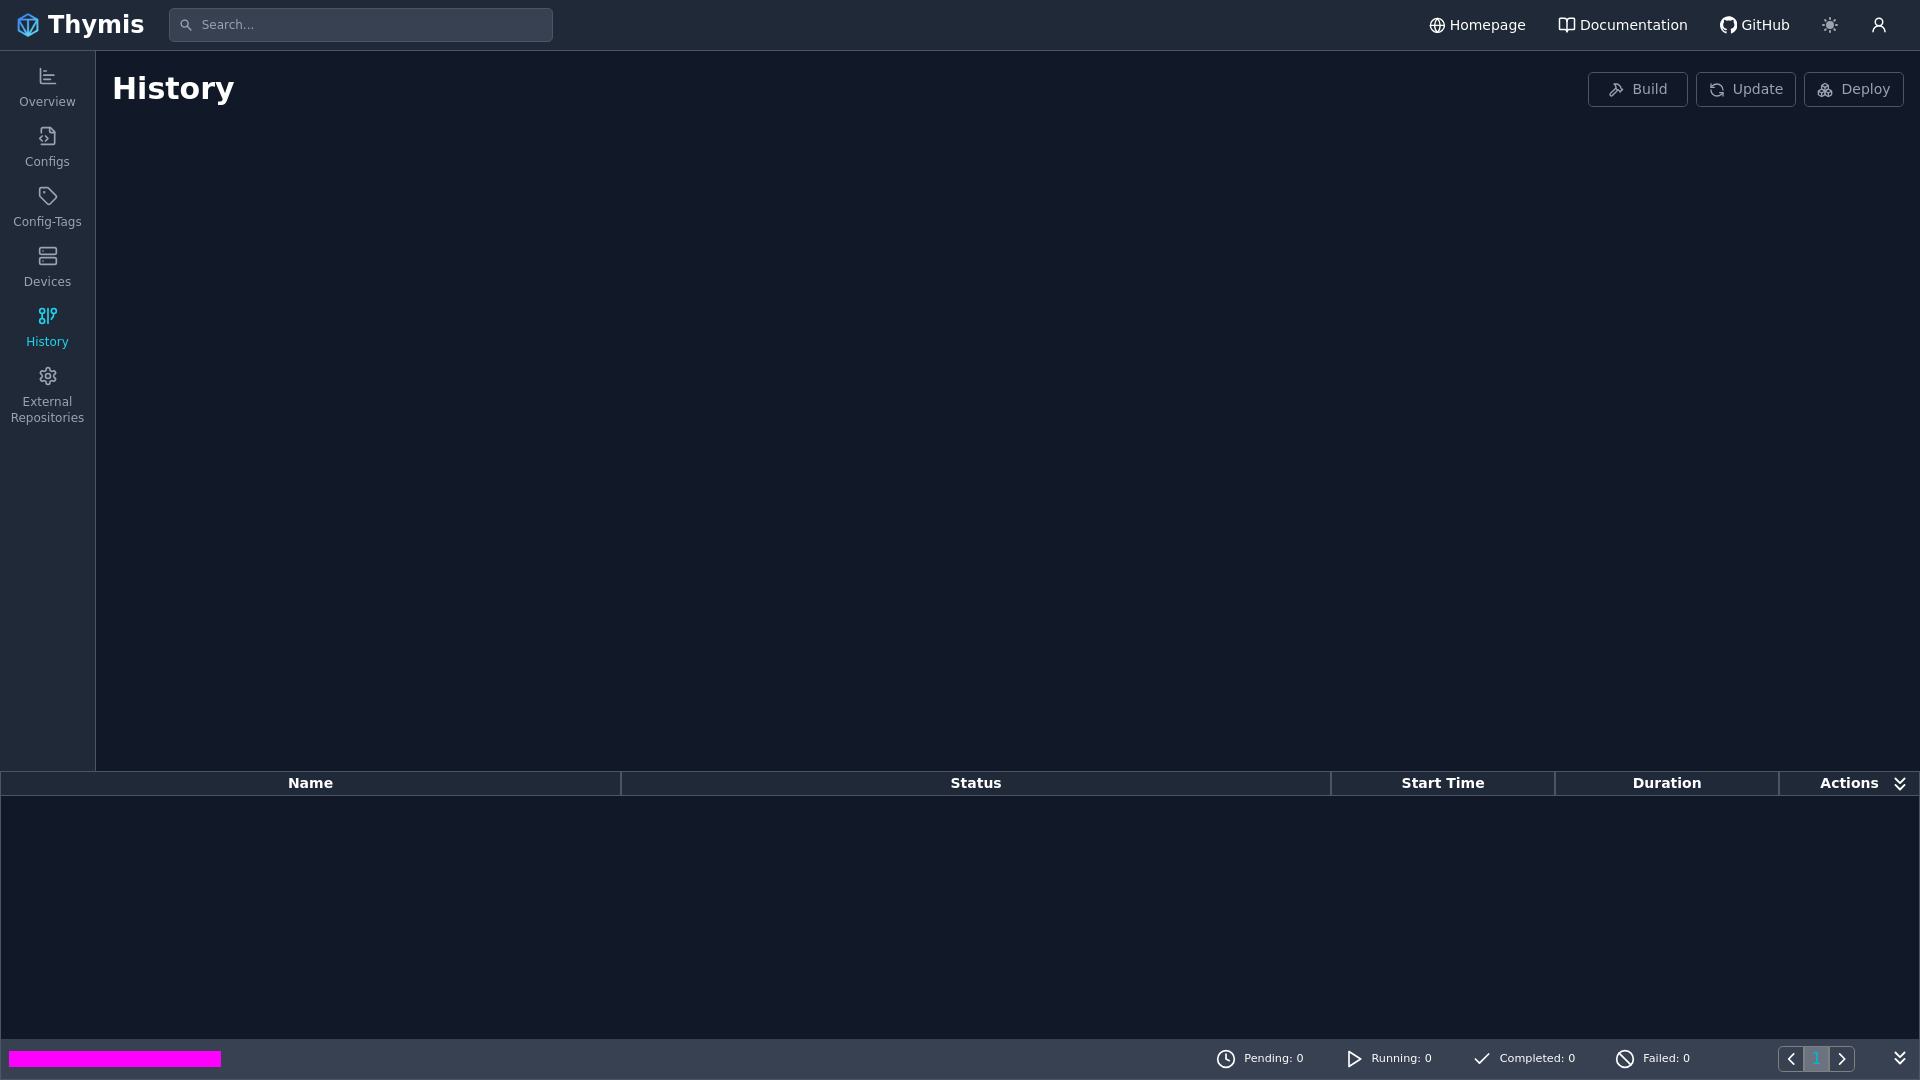 Thymis
Search...
Homepage
Documentation
GitHub
Overview
Configs
Config-Tags
Devices
History
External
Repositories
History
Build
Update
Deploy
Name
Status
Start Time
Duration
Actions
Pending: 0
Running: 0
Completed: 0
Failed: 0
1